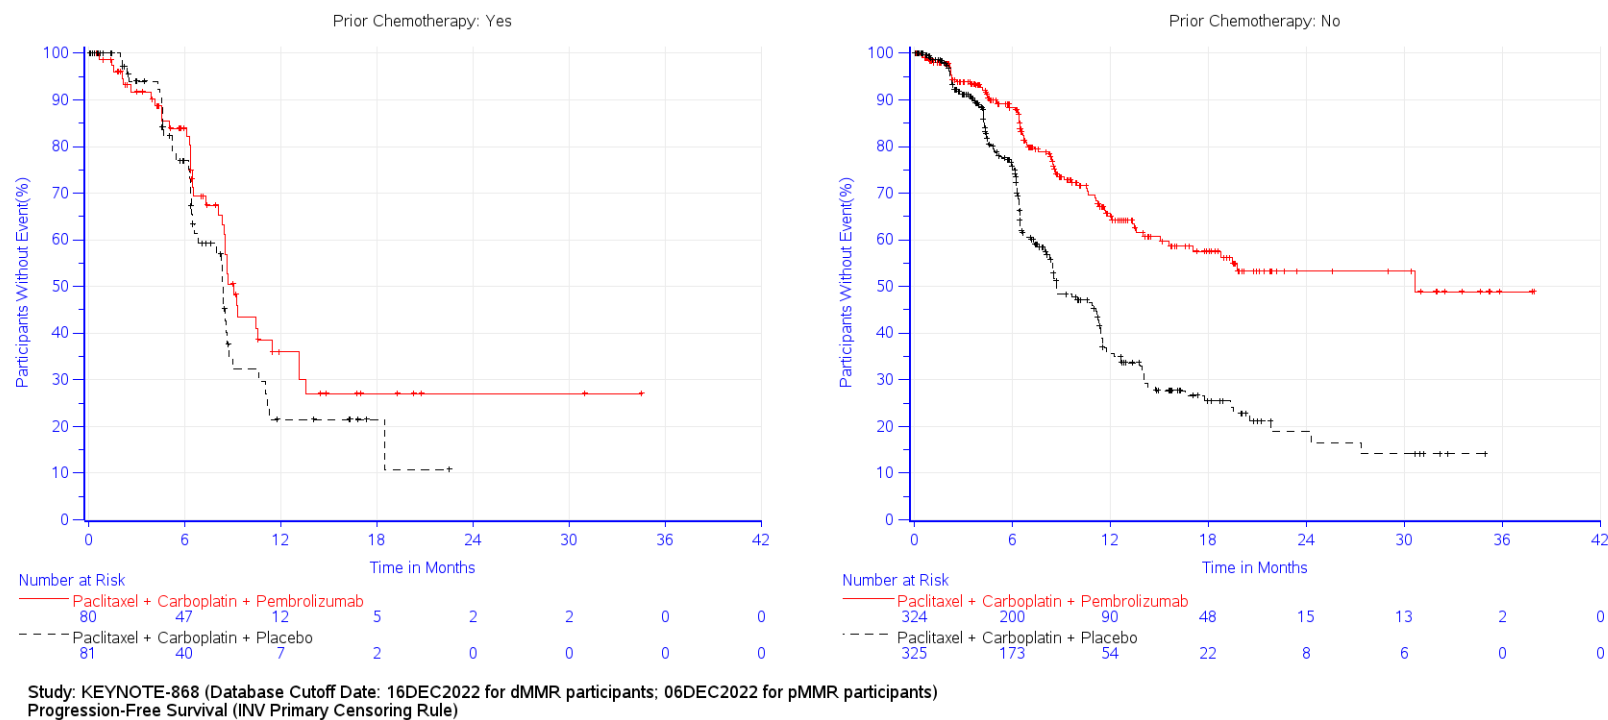 Prior Chemotherapy: Yes
Participants Without Event(%)
100
90
80
70
60
50
40
30
20
10
0
0 6 12 18 24 30 36 42
Time in Months
Number at Risk
Paclitaxel + Carboplatin + Pembrolizumab
80 47 12 5 2 2 0 0
Paclitaxel + Carboplatin + Placebo
81 40 7 2 0 0 0 0
Prior Chemotherapy: No
Participants Without Event(%)
100
90
80
70
60
50
40
30
20
10
0
0 6 12 18 24 30 36 42
Time in Months
Number at Risk
Paclitaxel + Carboplatin + Pembrolizumab
324 200 90 48 15 13 2 0
Paclitaxel + Carboplatin + Placebo
325 173 54 22 8 6 0 0
Study: KEYNOTE-868 (Database Cutoff Date: 16DEC2022 for dMMR participants; 06DEC2022 for pMMR participants)
Progression-Free Survival (INV Primary Censoring Rule)